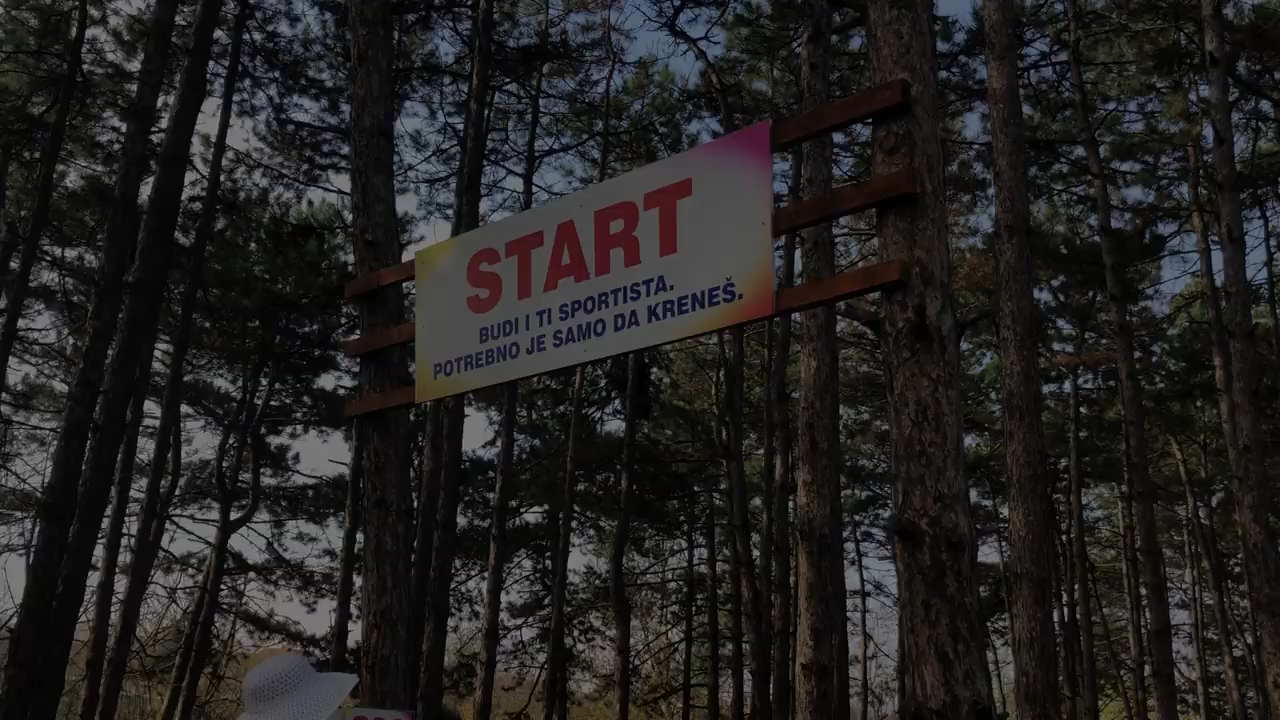 START
BUDI I TI SPORTISTA.
POTREBNO JE SAMO DA KRENEŠ.